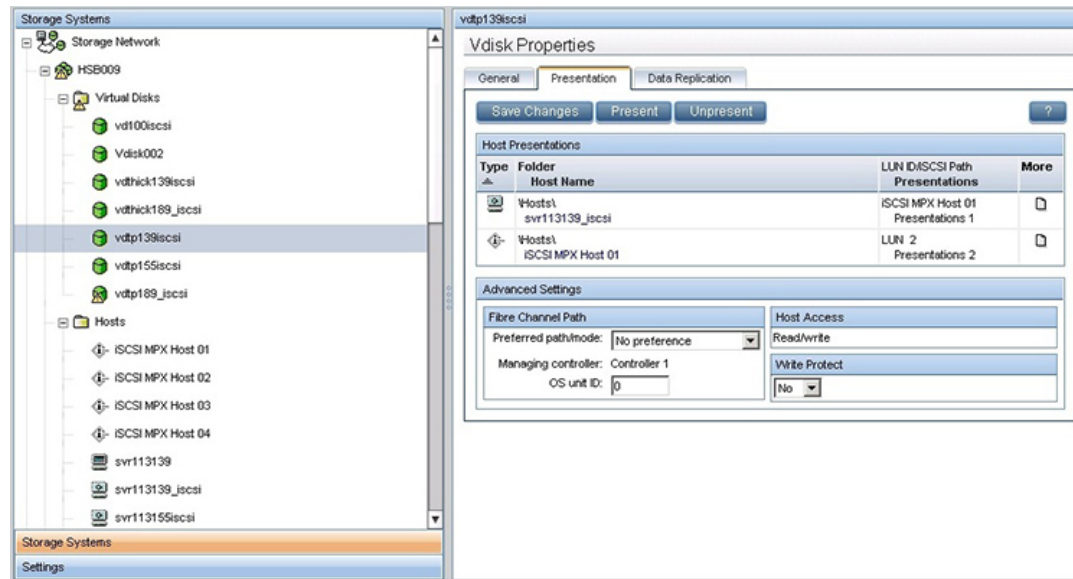 Storage Systems
Storage Network
HSB009
Virtual Disks
vd100iscsi
Vdisk002
vdthick139iscsi
vdthick189_iscsi
vdtp139iscsi
vdtp155iscsi
vdtp189_iscsi
Hosts
iSCSI MPX Host 01
iSCSI MPX Host 02
iSCSI MPX Host 03
iSCSI MPX Host 04
svr113139
svr113139_iscsi
svr113155iscsi
Storage Systems
Settings
vdtp139iscsi
Vdisk Properties
General Presentation Data Replication
Save Changes Present Unpresent ?
Host Presentations
Type Folder LUN ID/iSCSI Path More
Host Name Presentations
\Hosts\ iSCSI MPX Host 01
svr113139_iscsi Presentations 1
\Hosts\ LUN 2
iSCSI MPX Host 01 Presentations 2
Advanced Settings
Fibre Channel Path Host Access
Preferred path/mode: No preference Read/write
Managing controller: Controller 1 Write Protect
OS unit ID: 0 No